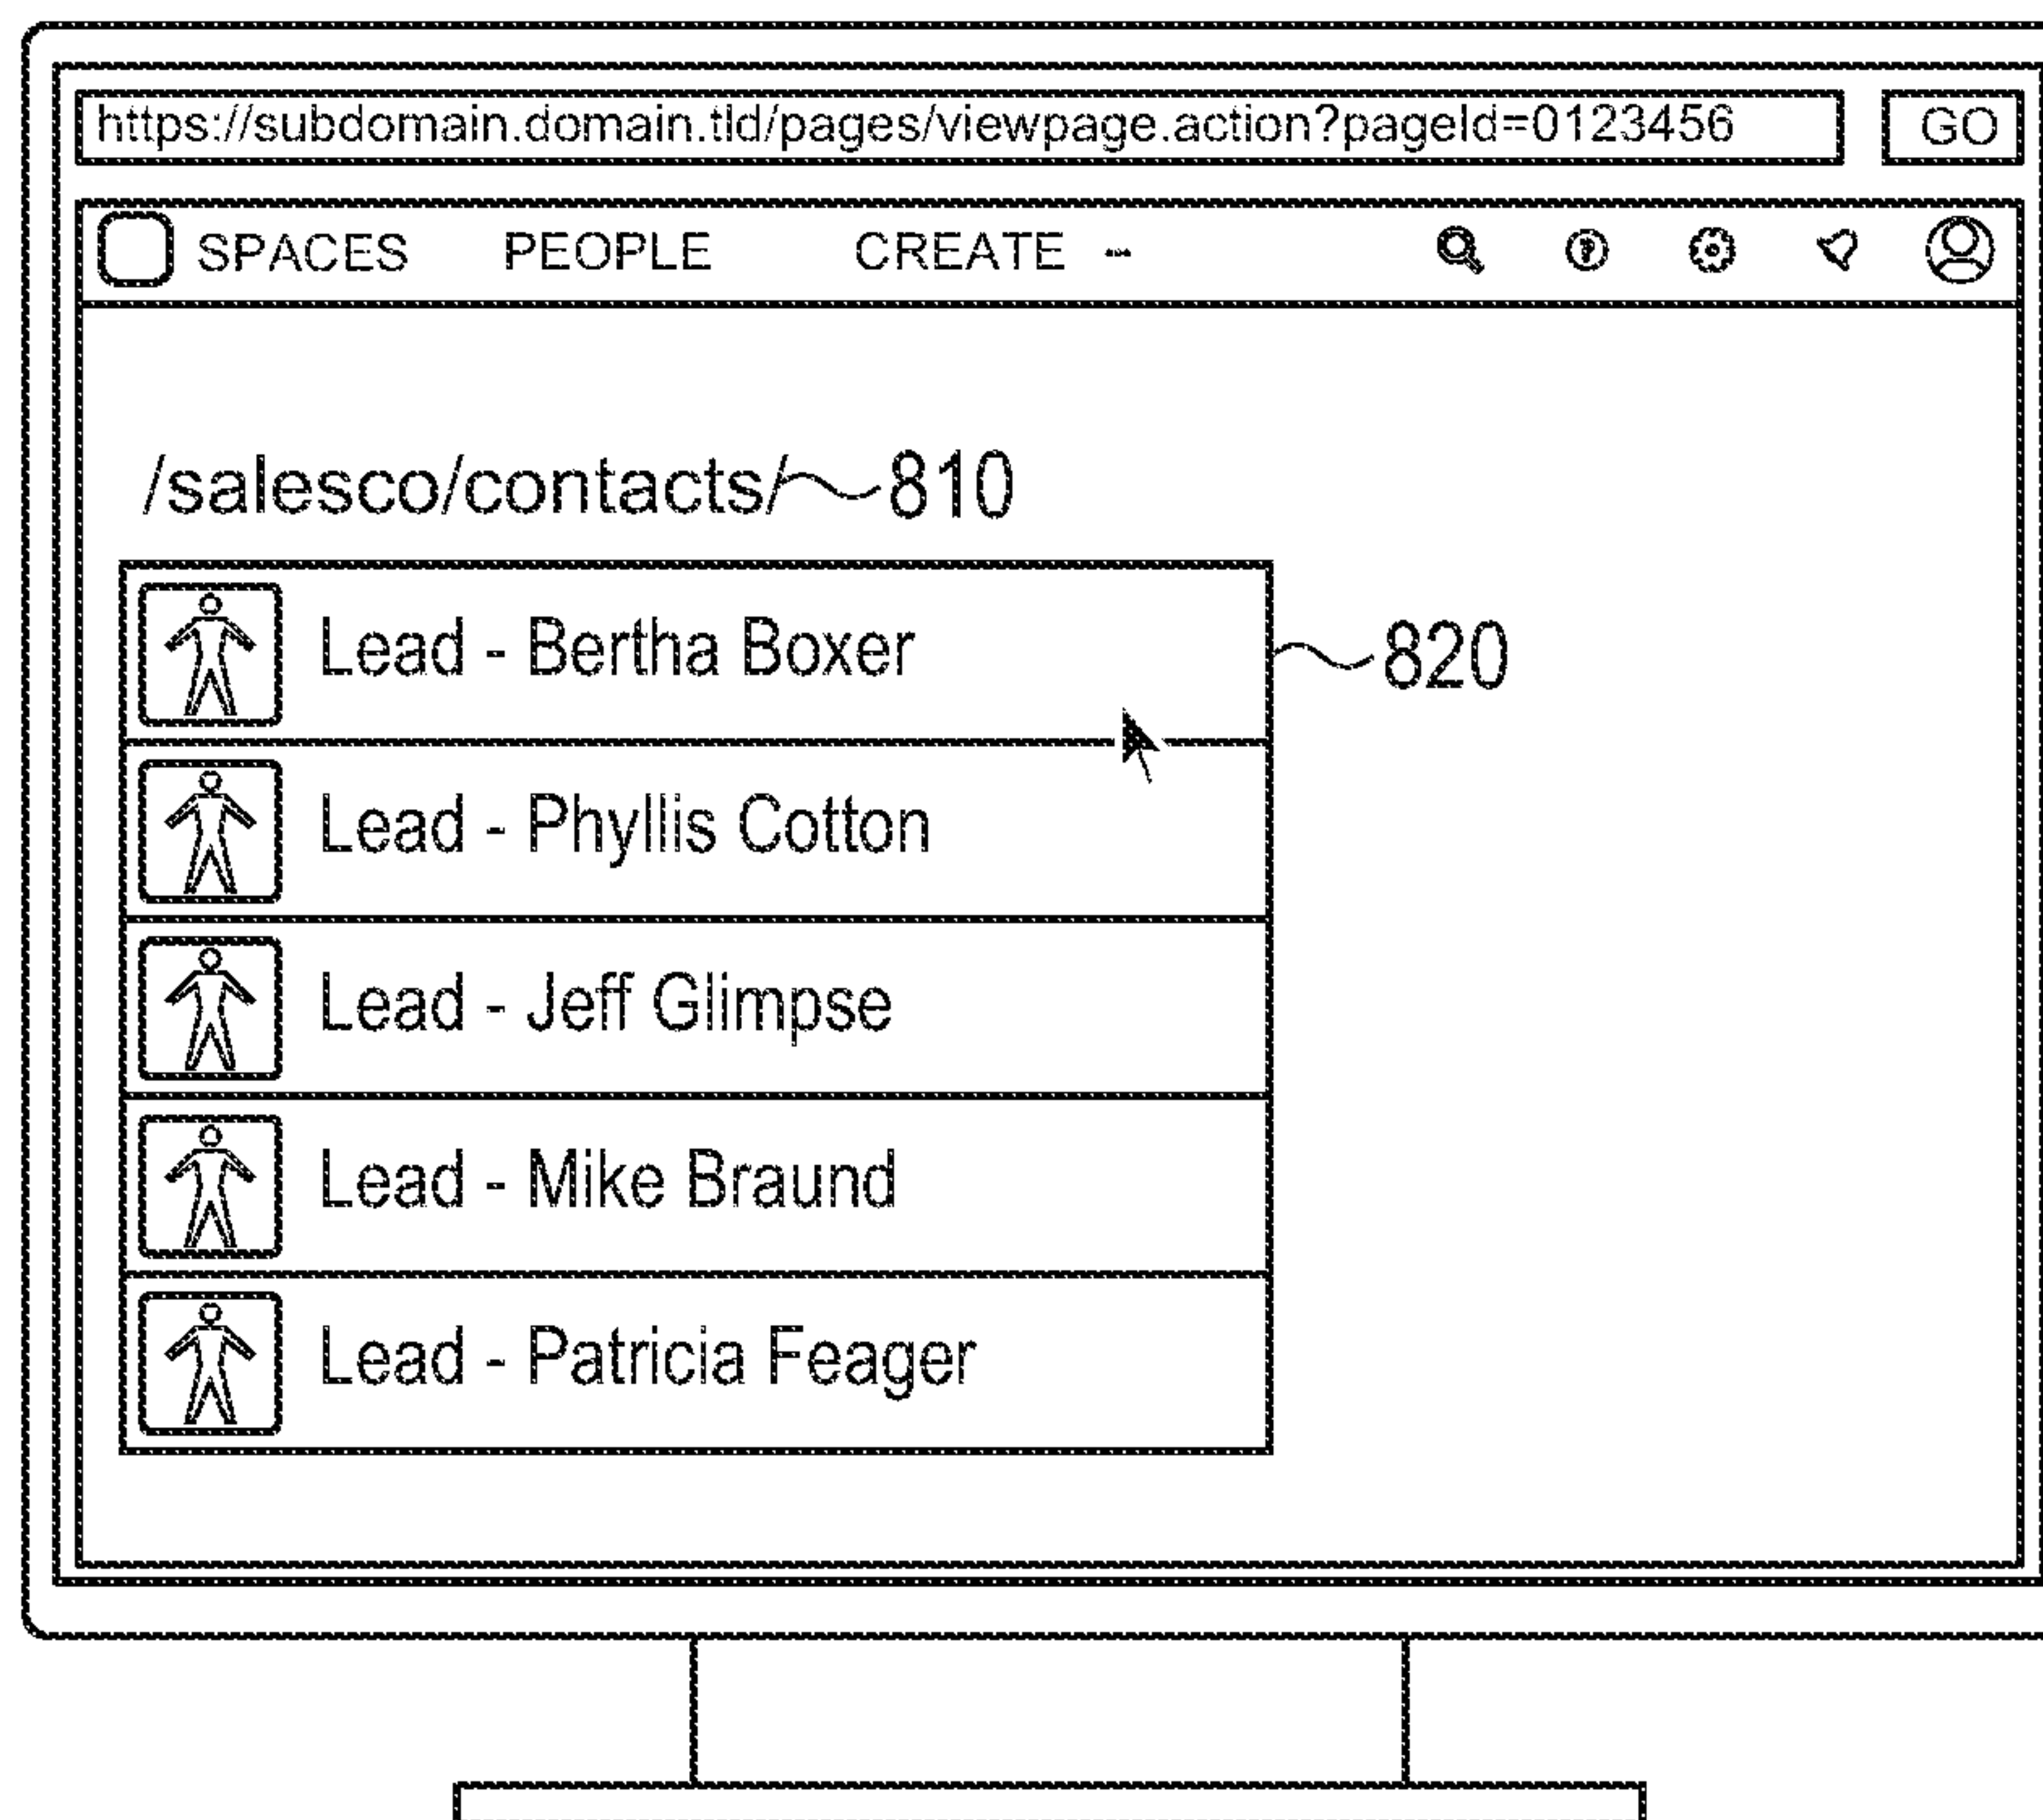 https://subdomain.domain.tld/pages/viewpage.action?pageId=0123456 GO
SPACES PEOPLE CREATE ...
/salesco/contacts/ 810
Lead - Bertha Boxer 820
Lead - Phyllis Cotton
Lead - Jeff Glimpse
Lead - Mike Braund
Lead - Patricia Feager